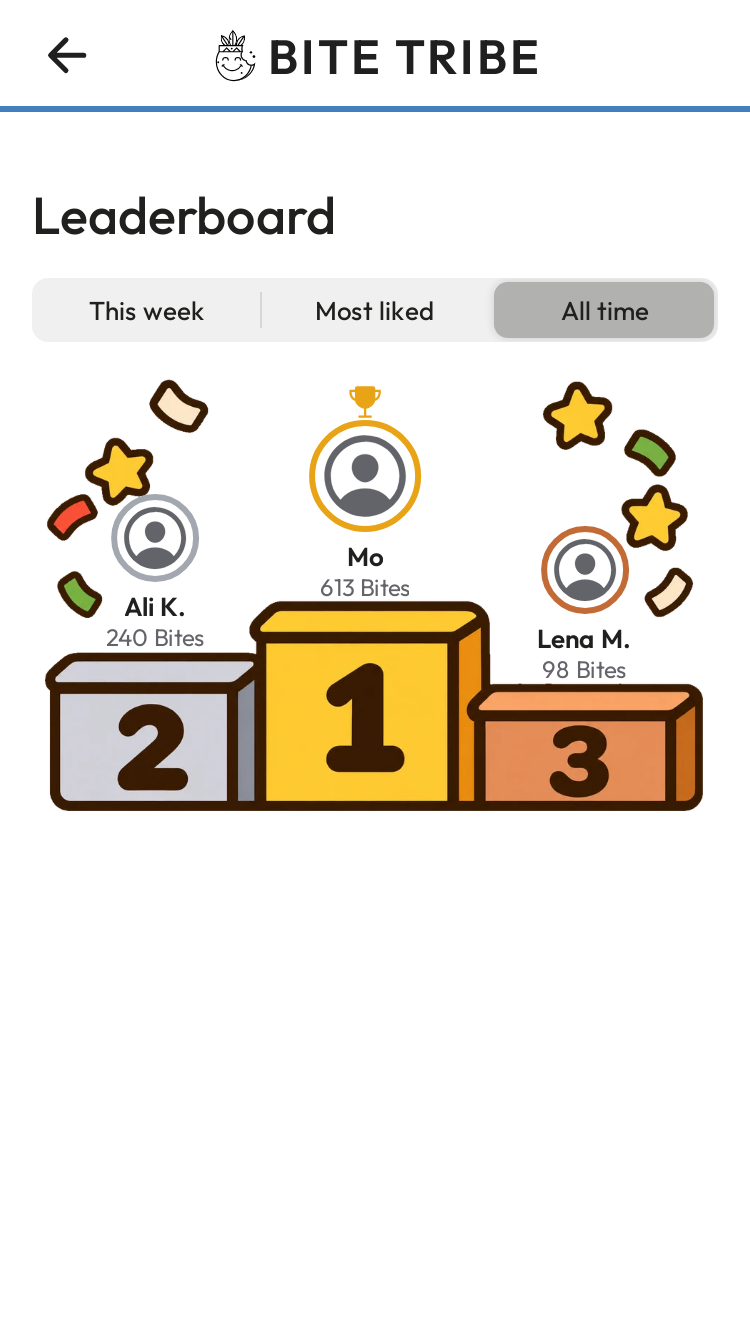 BITE TRIBE
Leaderboard
This week
Most liked
All time
Mo
613 Bites
Ali K.
240 Bites
Lena M.
98 Bites
2
1
3